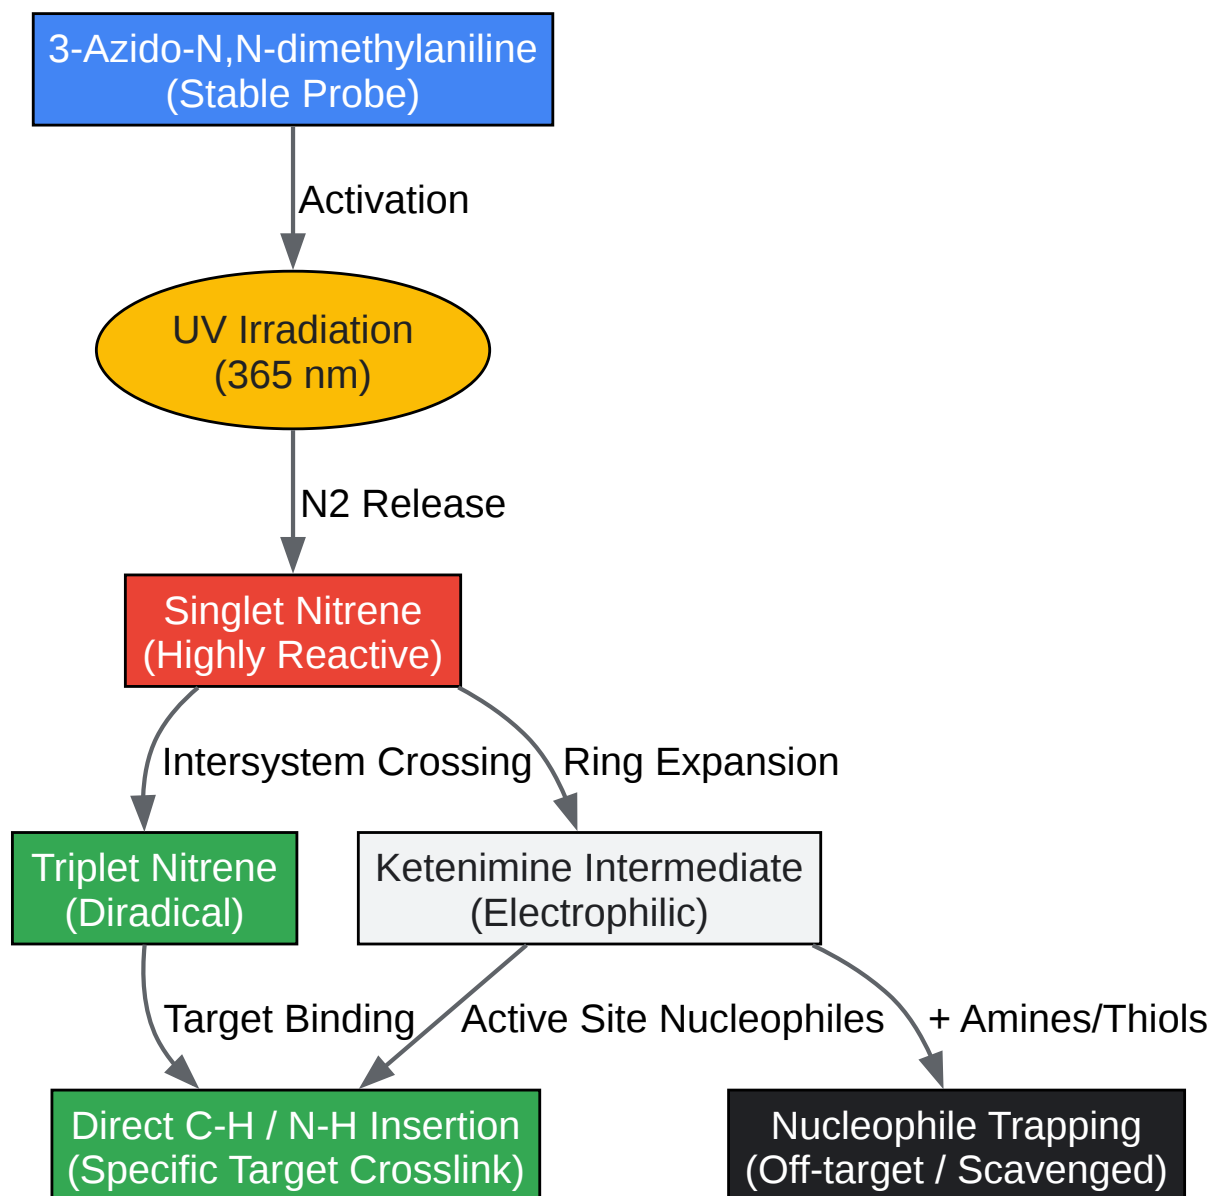 3-Azido-N,N-dimethylaniline
(Stable Probe)
Activation
UV Irradiation
(365 nm)
N2 Release
Singlet Nitrene
(Highly Reactive)
Intersystem Crossing
Ring Expansion
Triplet Nitrene
(Diradical)
Ketenimine Intermediate
(Electrophilic)
Target Binding
Active Site Nucleophiles
+ Amines/Thiols
Direct C-H / N-H Insertion
(Specific Target Crosslink)
Nucleophile Trapping
(Off-target / Scavenged)